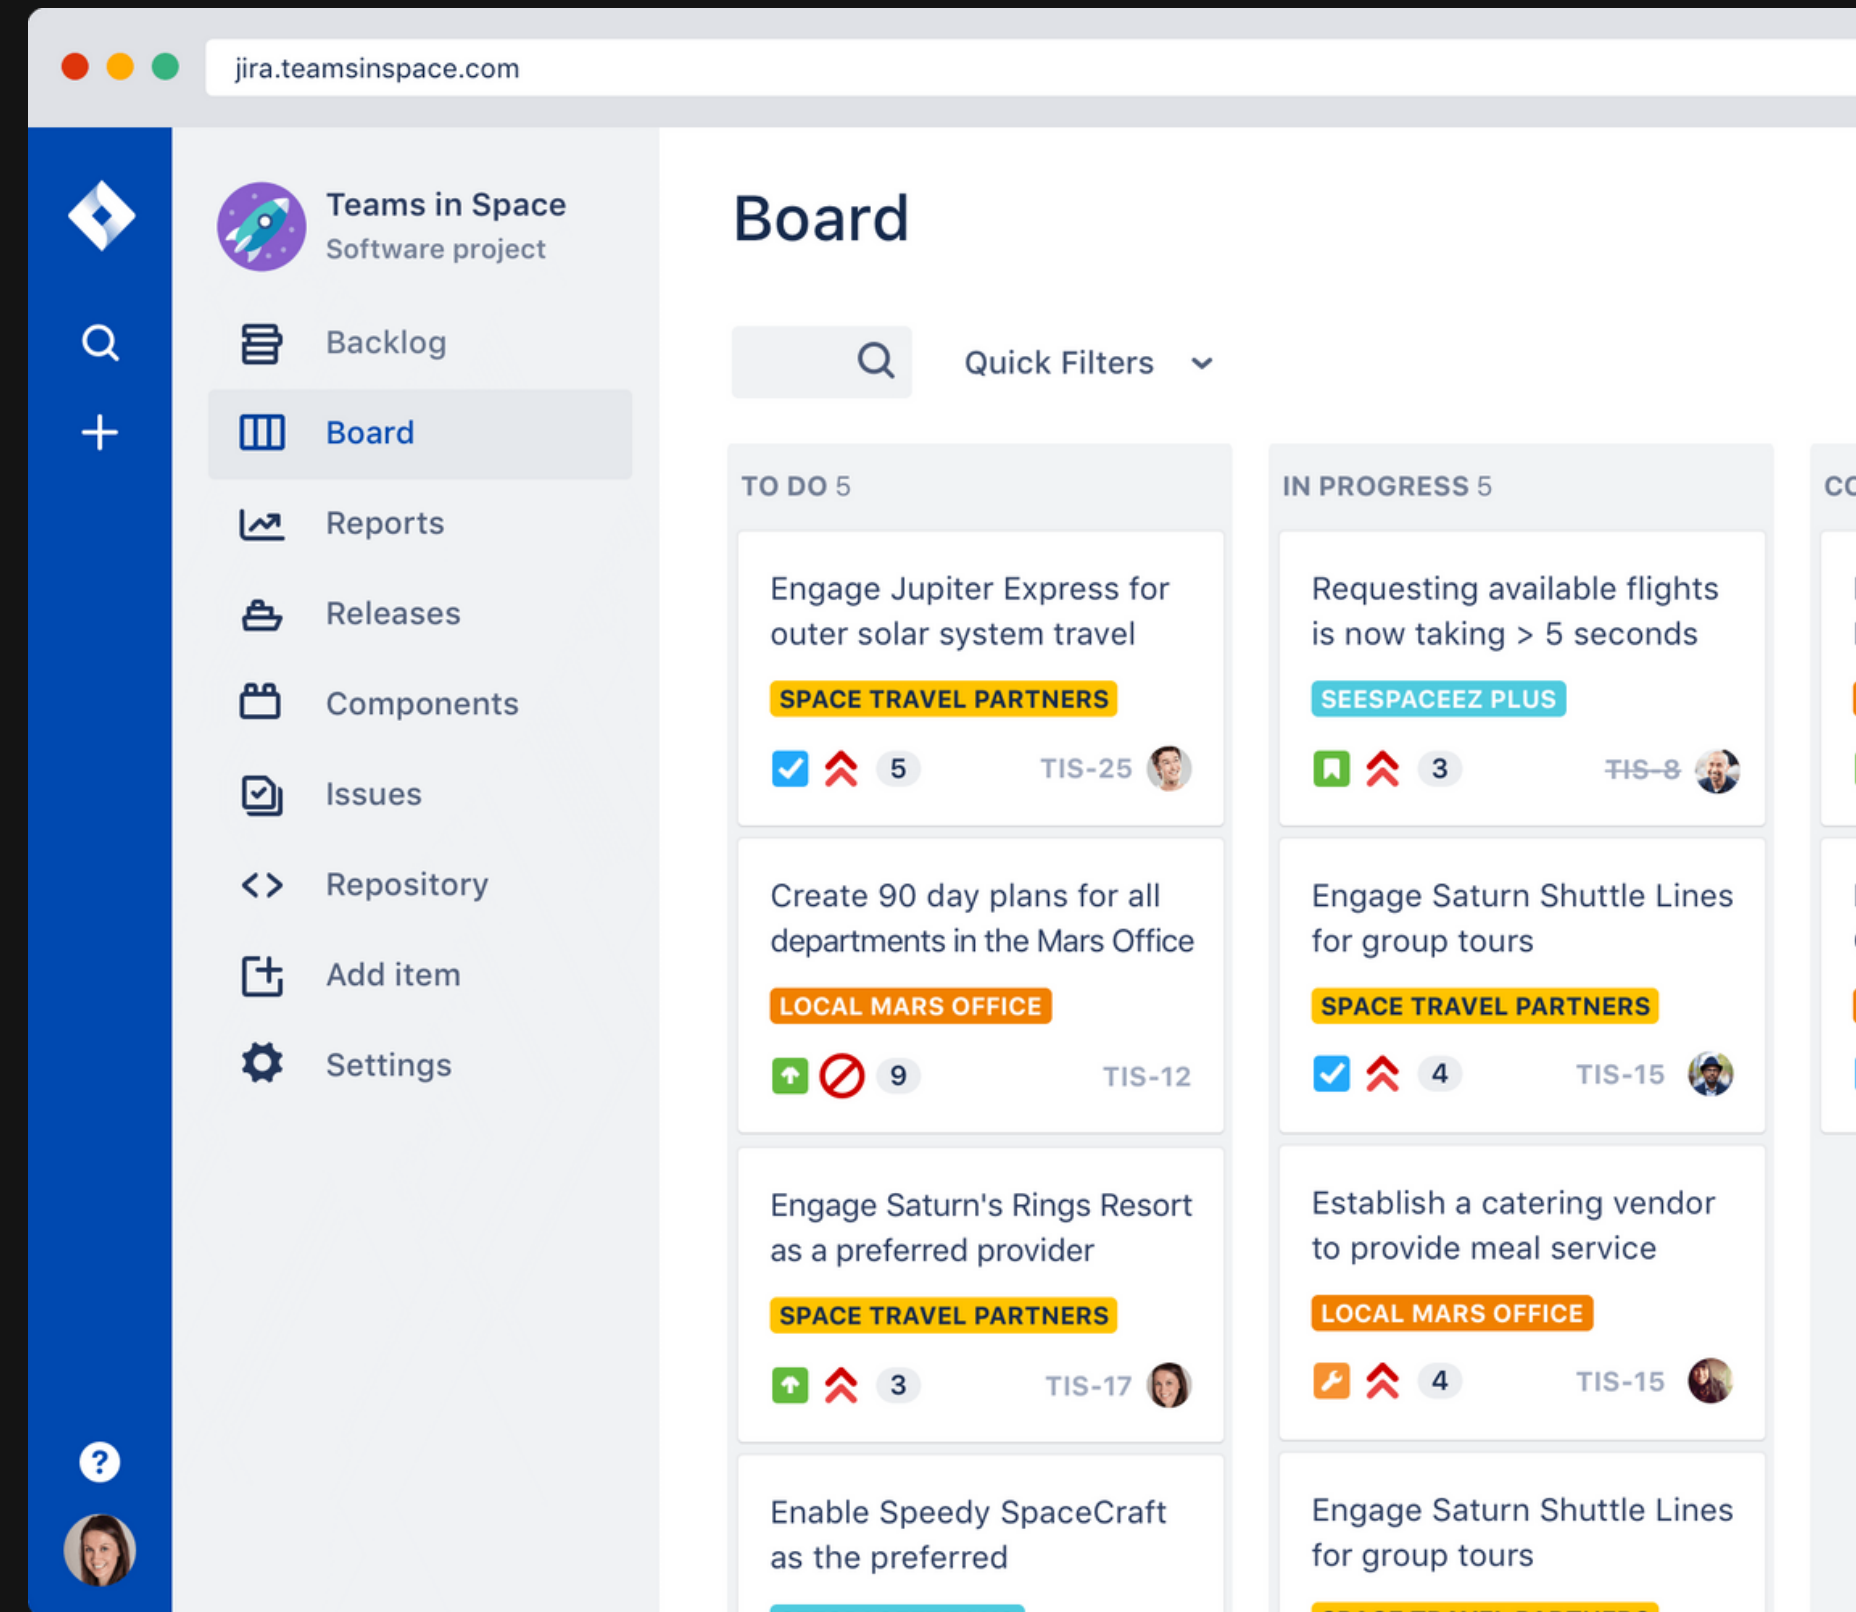 jira.teamsinspace.com
Teams in Space
Software project
Backlog
Board
Reports
Releases
Components
Issues
Repository
Add item
Settings
Board
Quick Filters
TO DO 5
Engage Jupiter Express for
outer solar system travel
SPACE TRAVEL PARTNERS
5 TIS-25
Create 90 day plans for all
departments in the Mars Office
LOCAL MARS OFFICE
9 TIS-12
Engage Saturn's Rings Resort
as a preferred provider
SPACE TRAVEL PARTNERS
3 TIS-17
Enable Speedy SpaceCraft
as the preferred
IN PROGRESS 5
Requesting available flights
is now taking > 5 seconds
SEESPACEEZ PLUS
3 TIS-8
Engage Saturn Shuttle Lines
for group tours
SPACE TRAVEL PARTNERS
4 TIS-15
Establish a catering vendor
to provide meal service
LOCAL MARS OFFICE
4 TIS-15
Engage Saturn Shuttle Lines
for group tours